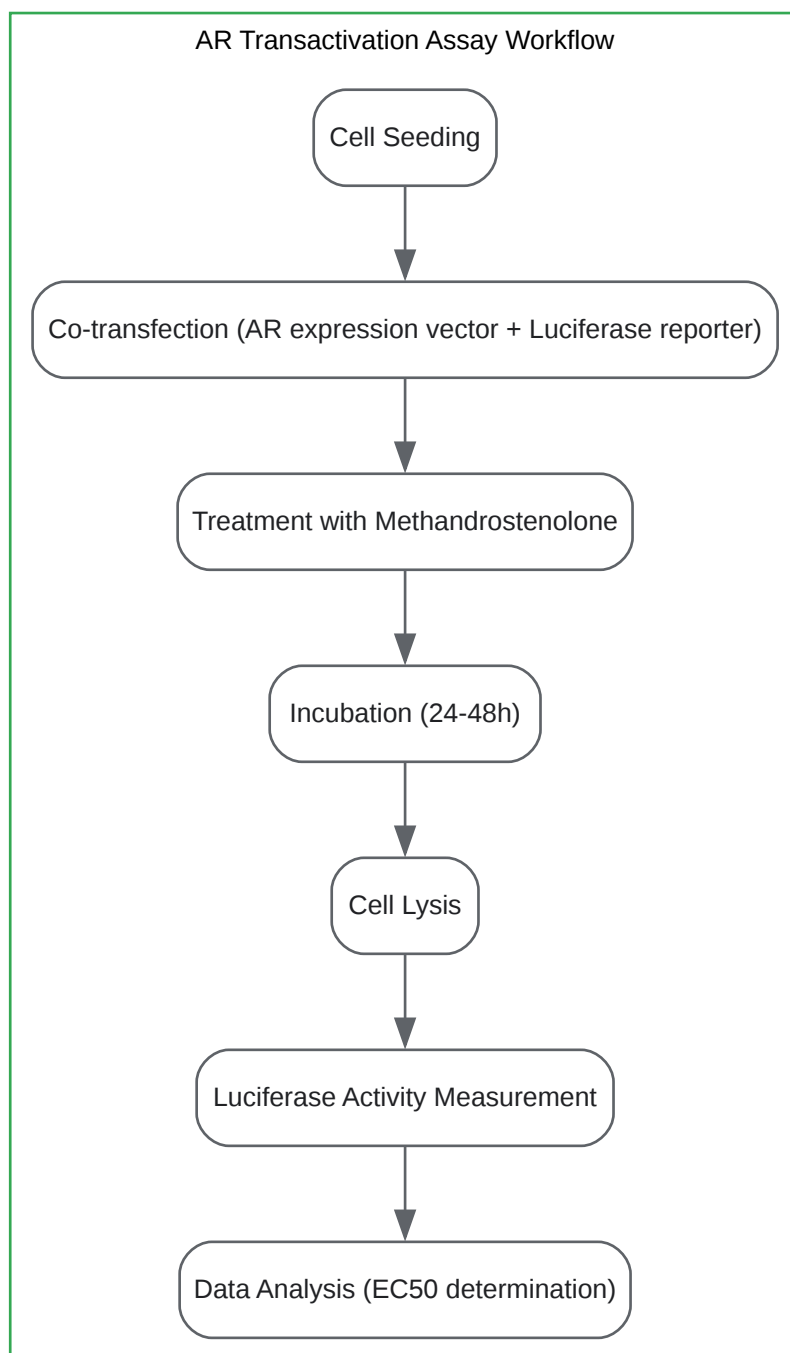 AR Transactivation Assay Workflow
Cell Seeding
Co-transfection (AR expression vector + Luciferase reporter)
Treatment with Methandrostenolone
Incubation (24-48h)
Cell Lysis
Luciferase Activity Measurement
Data Analysis (EC50 determination)